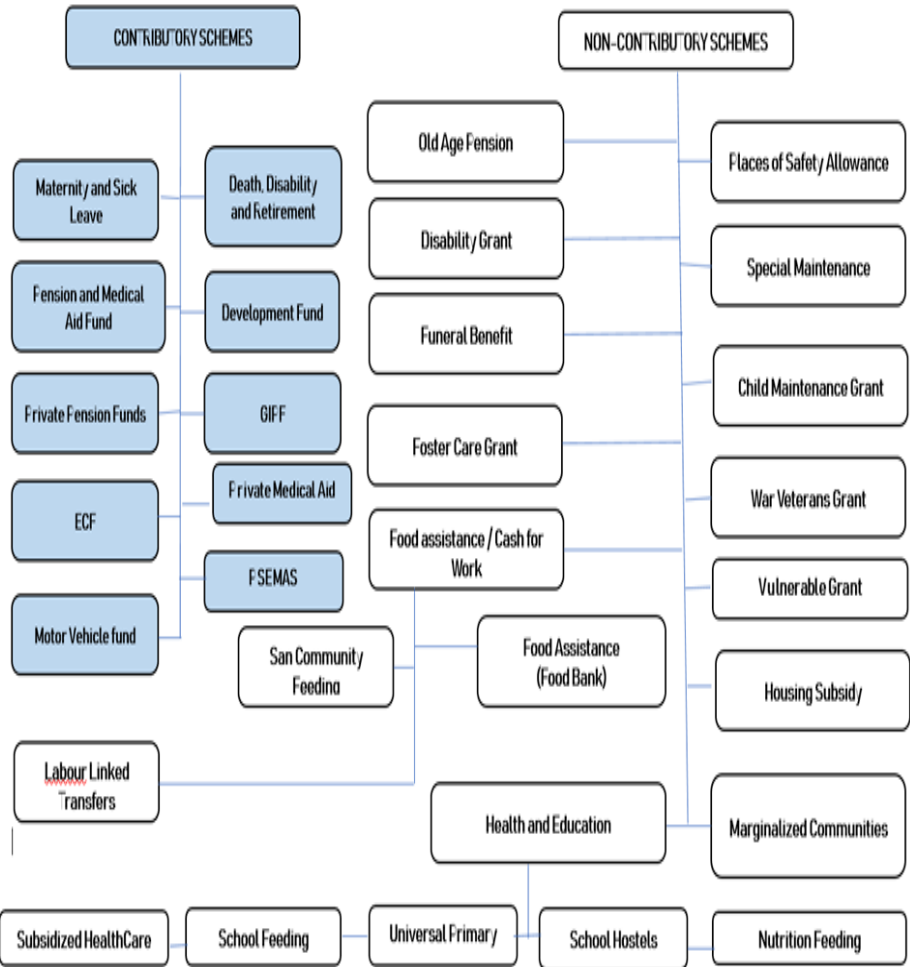 CONTRIBUTORY SCHEMES
NON-CONTRIBUTORY SCHEMES
Maternity and Sick
Leave
Death, Disability
and Retirement
Pension and Medical
Aid Fund
Development Fund
Private Pension Funds
GIPF
ECF
Private Medical Aid
PSEMAS
Motor Vehicle fund
Old Age Pension
Places of Safety Allowance
Disability Grant
Special Maintenance
Funeral Benefit
Child Maintenance Grant
Foster Care Grant
War Veterans Grant
Food assistance / Cash for
Work
Vulnerable Grant
San Community
Feeding
Food Assistance
(Food Bank)
Housing Subsidy
Labour Linked
Transfers
Health and Education
Marginalized Communities
Subsidized HealthCare
School Feeding
Universal Primary
School Hostels
Nutrition Feeding